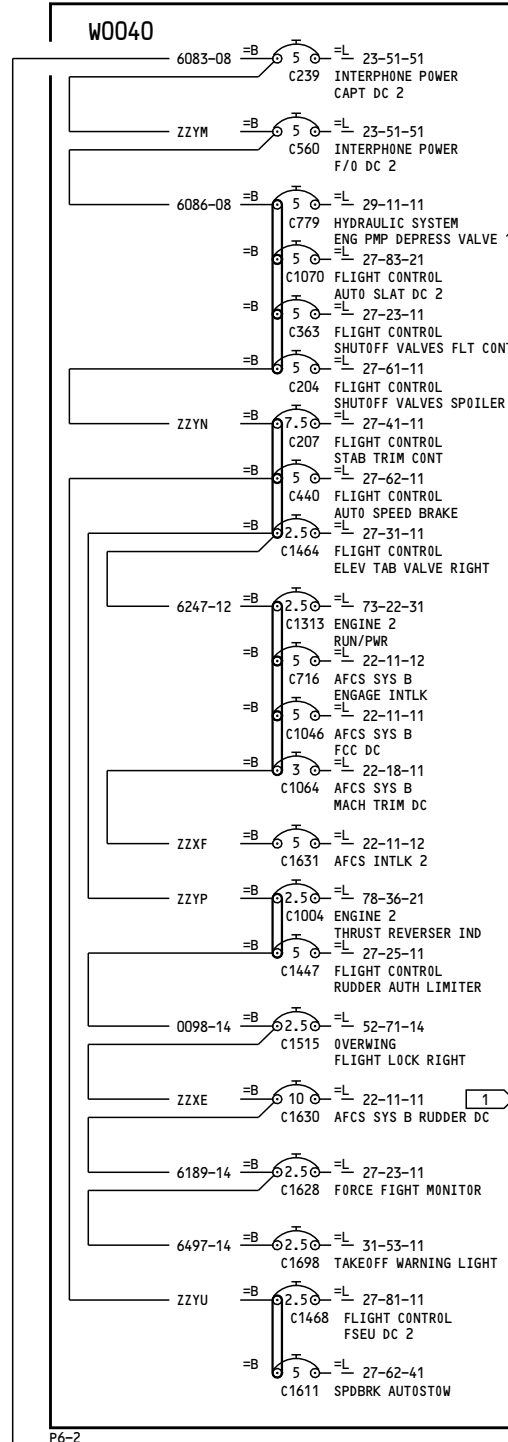 W0040
6083-08 =B 5 =L 23-51-51
C239 INTERPHONE POWER
CAPT DC 2
ZZYM =B 5 =L 23-51-51
C560 INTERPHONE POWER
F/O DC 2
6086-08 =B 5 =L 29-11-11
C779 HYDRAULIC SYSTEM
ENG PMP DEPRESS VALVE 1
=B 5 =L 27-83-21
C1070 FLIGHT CONTROL
AUTO SLAT DC 2
=B 5 =L 27-23-11
C363 FLIGHT CONTROL
SHUTOFF VALVES FLT CONT
=B 5 =L 27-61-11
C204 FLIGHT CONTROL
SHUTOFF VALVES SPOILER
ZZYN =B 7.5 =L 27-41-11
C207 FLIGHT CONTROL
STAB TRIM CONT
=B 5 =L 27-62-11
C440 FLIGHT CONTROL
AUTO SPEED BRAKE
=B 2.5 =L 27-31-11
C1464 FLIGHT CONTROL
ELEV TAB VALVE RIGHT
6247-12 =B 2.5 =L 73-22-31
C1313 ENGINE 2
RUN/PWR
=B 5 =L 22-11-12
C716 AFCS SYS B
ENGAGE INTLK
=B 5 =L 22-11-11
C1046 AFCS SYS B
FCC DC
=B 3 =L 22-18-11
C1064 AFCS SYS B
MACH TRIM DC
ZZXF =B 5 =L 22-11-12
C1631 AFCS INTLK 2
ZZYP =B 2.5 =L 78-36-21
C1004 ENGINE 2
THRUST REVERSER IND
=B 5 =L 27-25-11
C1447 FLIGHT CONTROL
RUDDER AUTH LIMITER
0098-14 =B 2.5 =L 52-71-14
C1515 OVERWING
FLIGHT LOCK RIGHT
ZZXE =B 10 =L 22-11-11 1
C1630 AFCS SYS B RUDDER DC
6189-14 =B 2.5 =L 27-23-11
C1628 FORCE FIGHT MONITOR
6497-14 =B 2.5 =L 31-53-11
C1698 TAKEOFF WARNING LIGHT
ZZYU =B 2.5 =L 27-81-11
C1468 FLIGHT CONTROL
FSEU DC 2
=B 5 =L 27-62-41
C1611 SPDBRK AUTOSTOW
P6-2